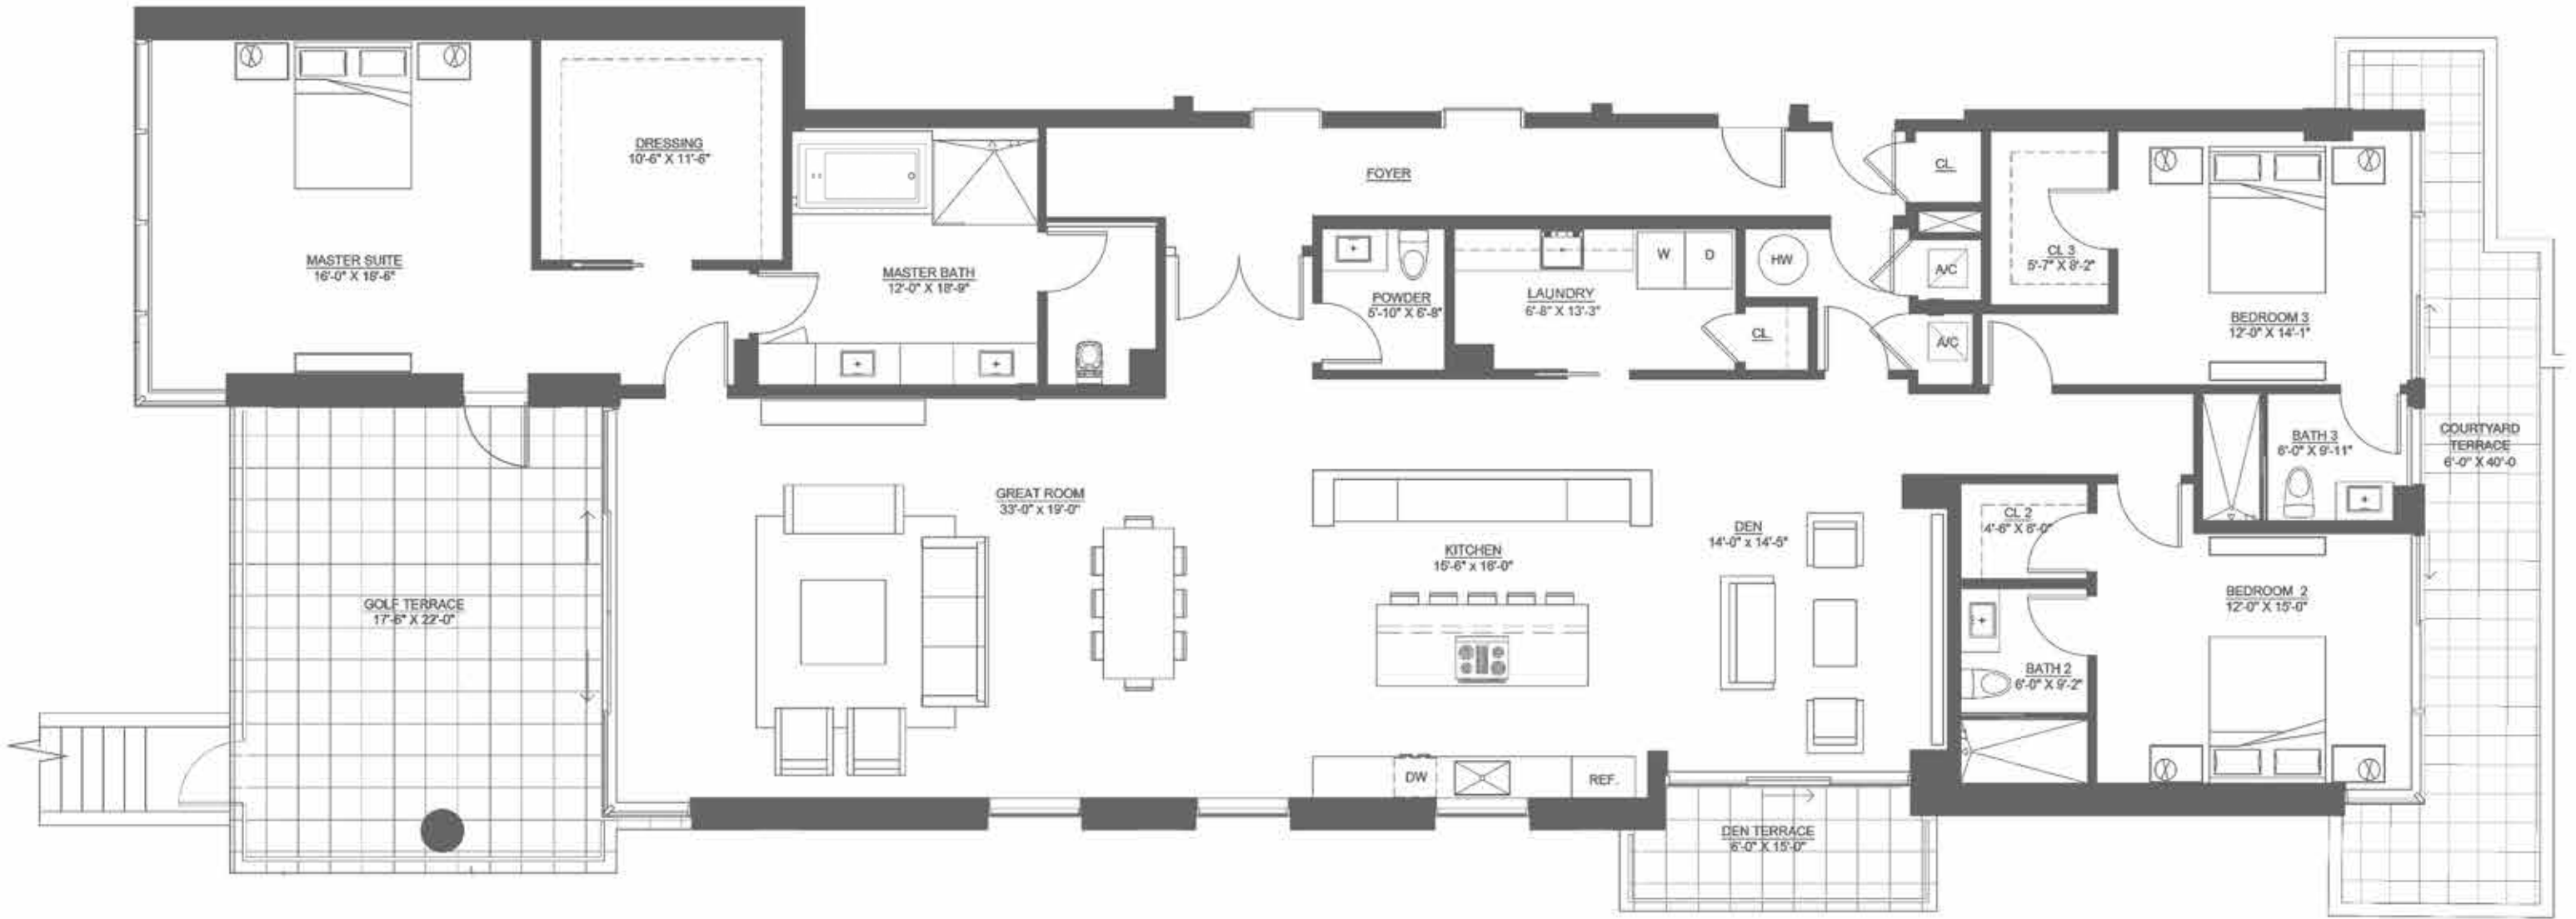 MASTER SUITE
16'-0" X 18'-6"
DRESSING
10'-6" X 11'-6"
MASTER BATH
12'-0" X 18'-9"
FOYER
POWDER
5'-10" X 6'-8"
LAUNDRY
6'-8" X 13'-3"
W
D
HW
CL
CL
A/C
A/C
CL 3
5'-7" X 8'-2"
BEDROOM 3
12'-0" X 14'-1"
BATH 3
6'-0" X 9'-11"
COURTYARD
TERRACE
6'-0" X 40'-0
GOLF TERRACE
17'-6" X 22'-0"
GREAT ROOM
33'-0" x 19'-0"
KITCHEN
15'-6" x 16'-0"
DW
REF.
DEN
14'-0" x 14'-5"
DEN TERRACE
6'-0" X 15'-0"
CL 2
4'-6" X 6'-0"
BATH 2
6'-0" X 9'-2"
BEDROOM 2
12'-0" X 15'-0"